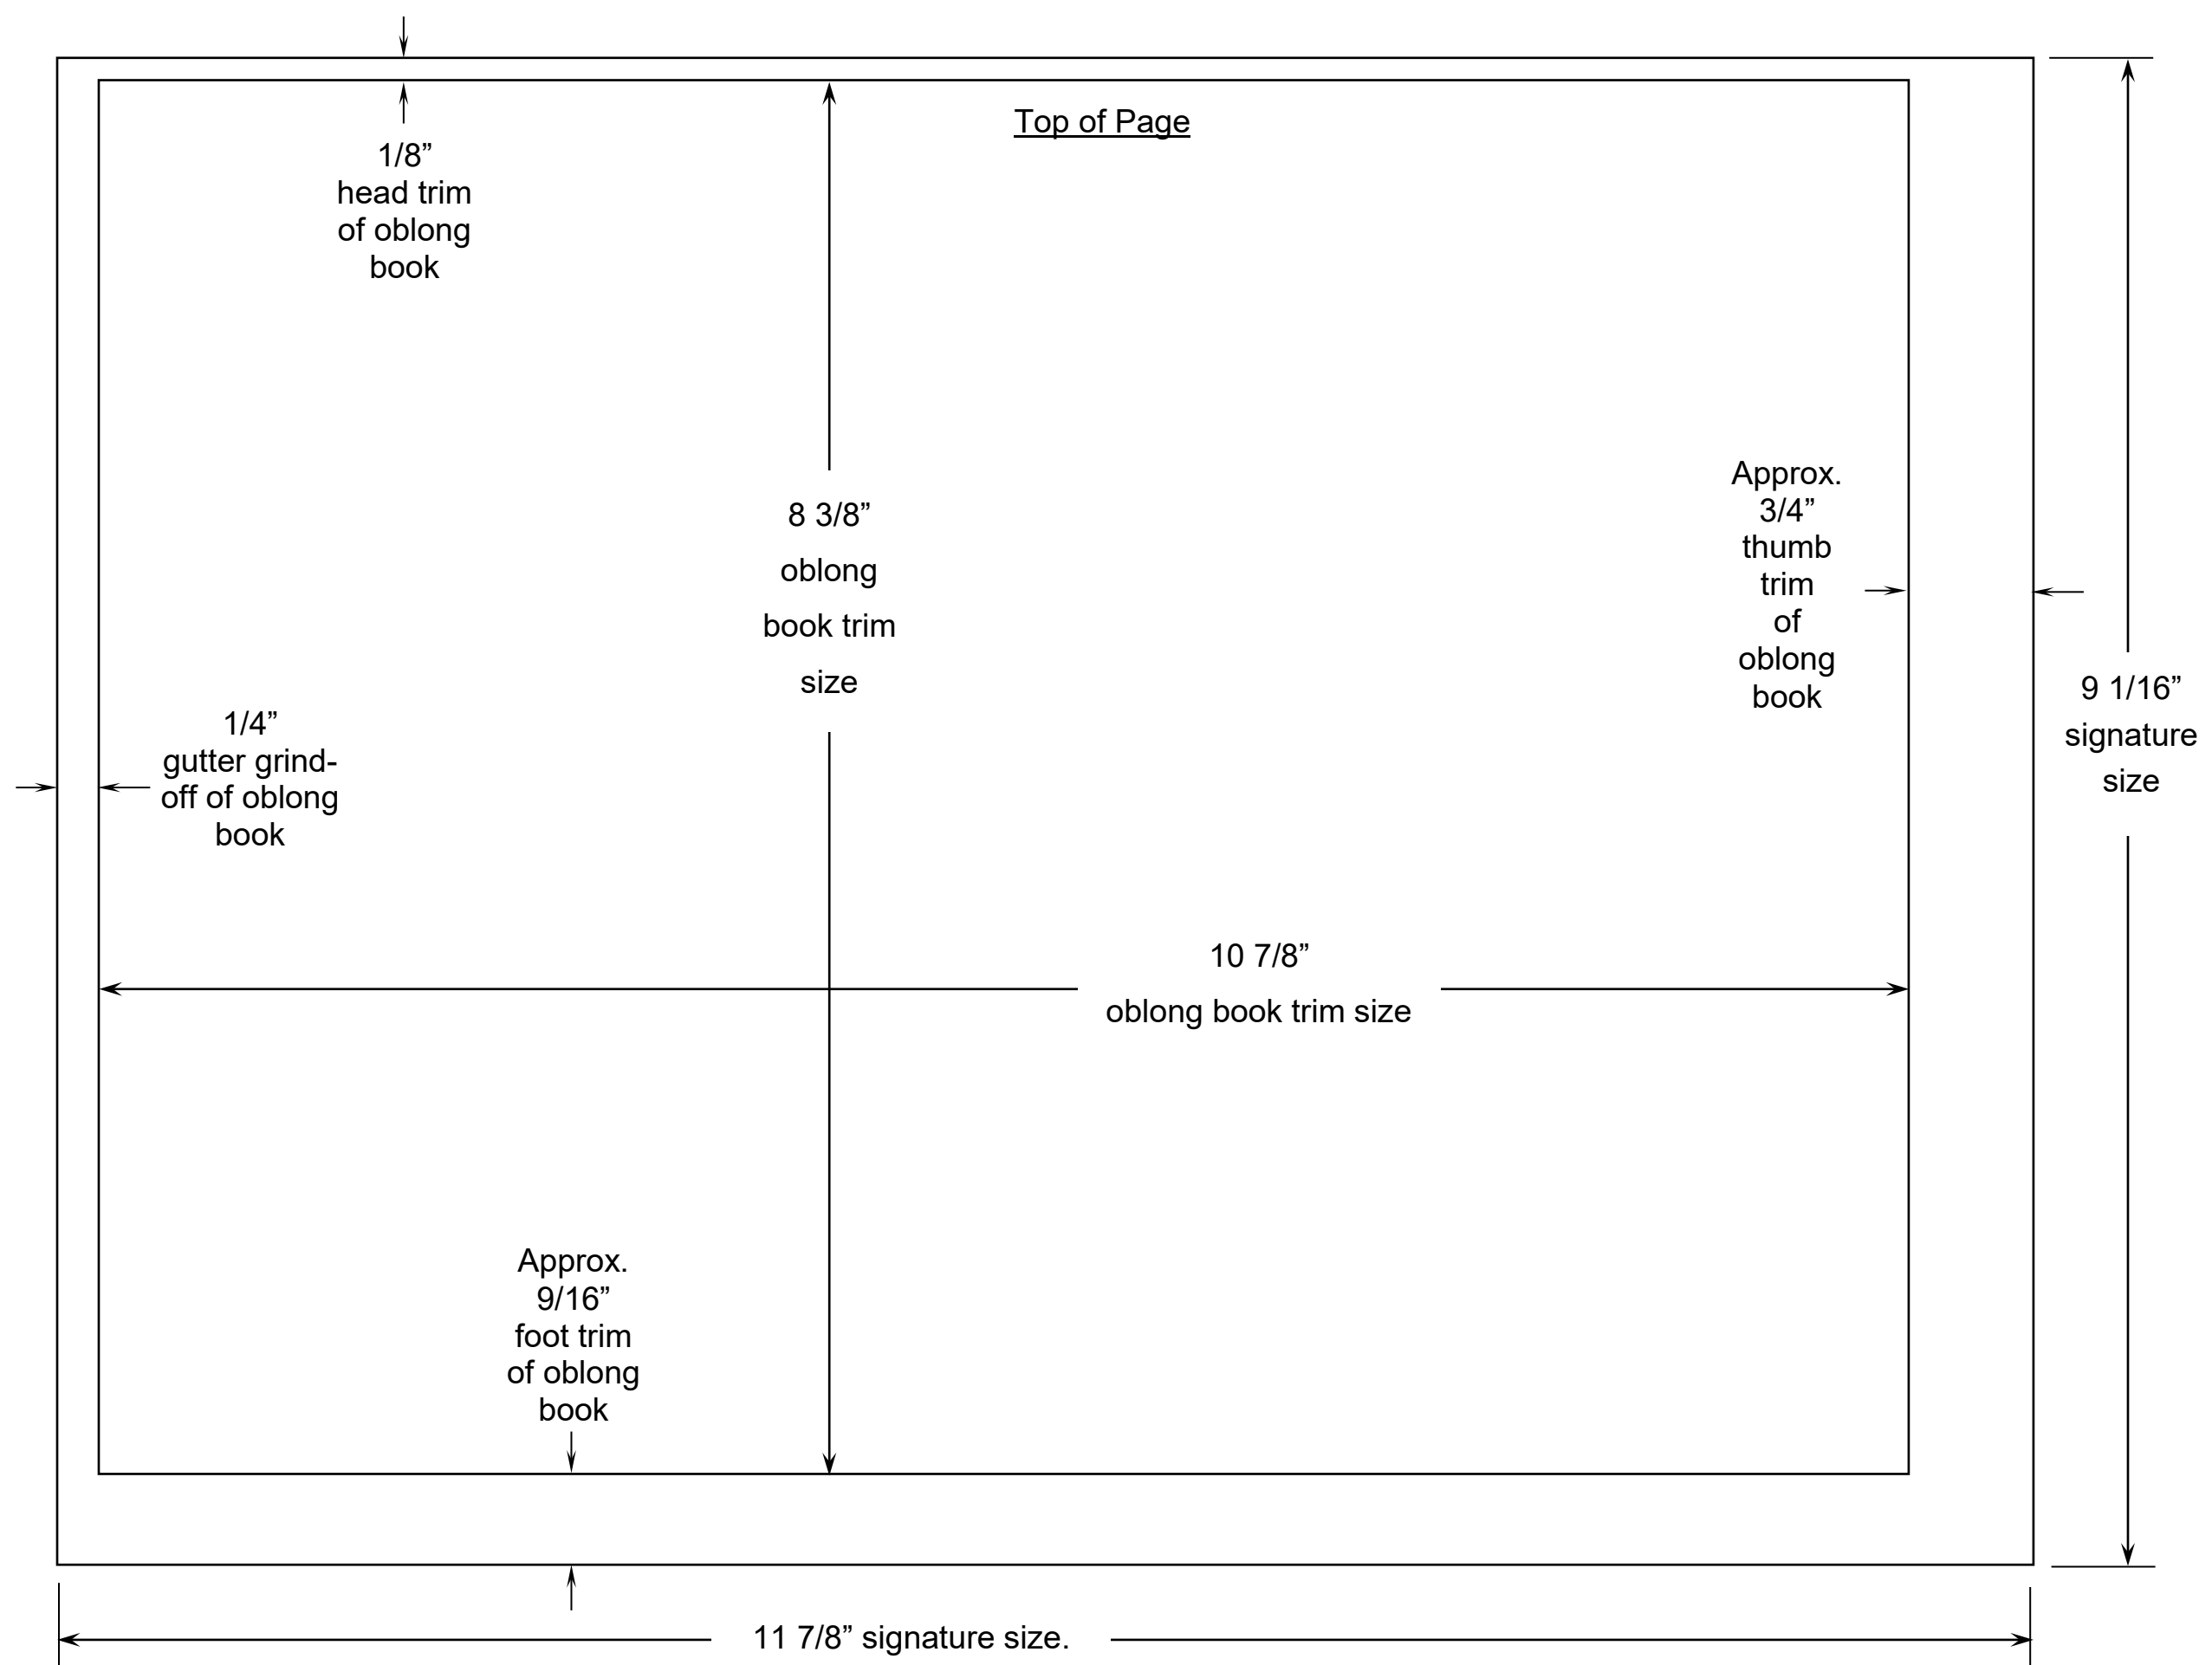 Top of Page
1/8”
head trim
of oblong
book
8 3/8”
oblong
book trim
size
Approx.
3/4”
thumb
trim
of
oblong
book
9 1/16”
signature
size
1/4”
gutter grind-
off of oblong
book
10 7/8”
oblong book trim size
Approx.
9/16”
foot trim
of oblong
book
11 7/8” signature size.